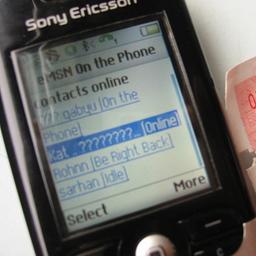 Sony Ericsson
eMSN On the Phone
contacts online
???:qabyu [On the
Phone]
Kat ..????????... [Online]
Rohnn [Be Right Back]
sarhan [Idle]
Select More